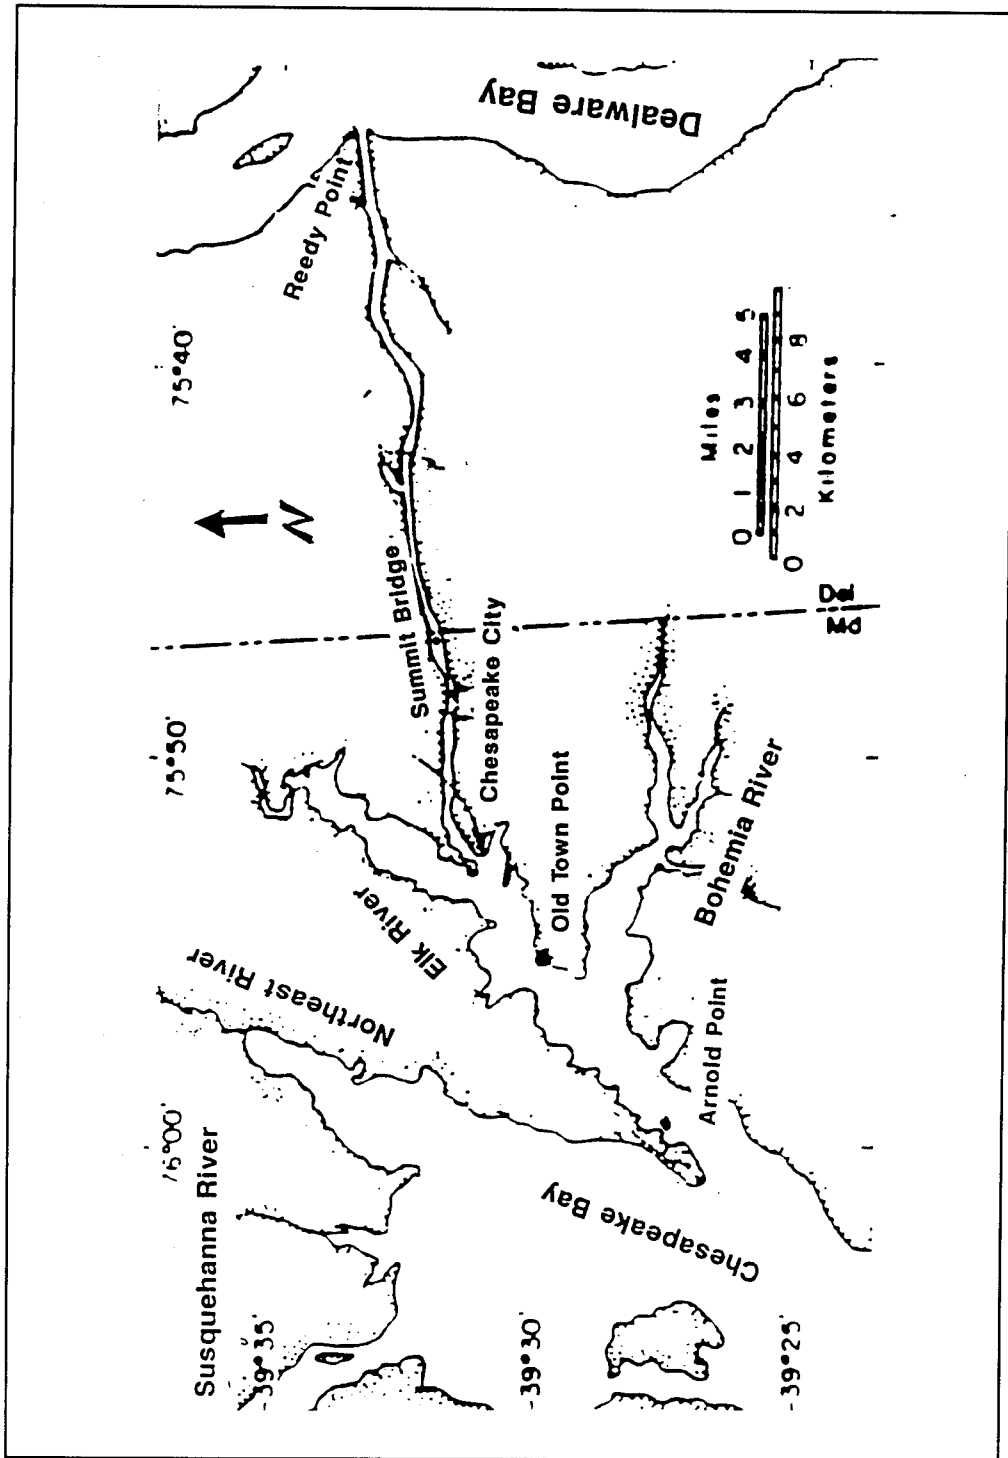 Susquehanna River
Northeast River
Elk River
Summit Bridge
Reedy Point
Dealware Bay
Chesapeake City
Old Town Point
Bohemia River
Arnold Point
Chesapeake Bay
N
76°00'
75°50'
75°40'
39°35'
39°30'
39°25'
Del
Md
Miles
0 1 2 3 4 5
0 2 4 6 8
Kilometers